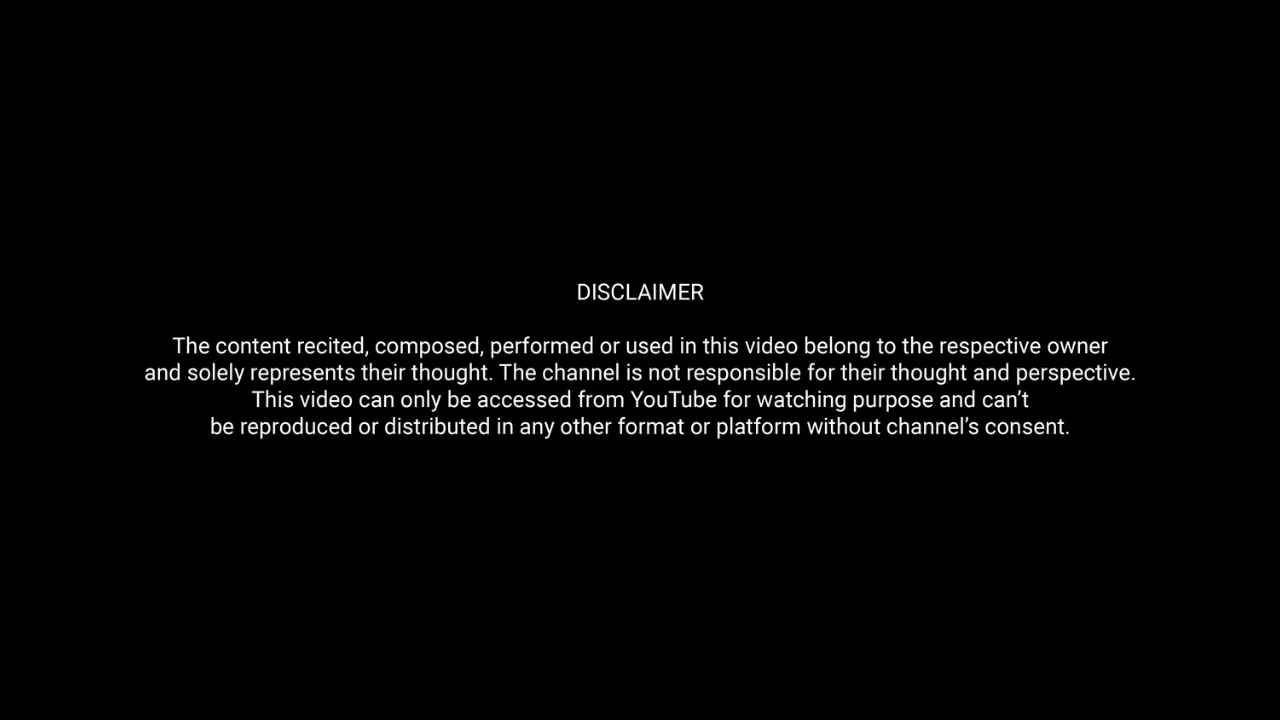 DISCLAIMER
The content recited, composed, performed or used in this video belong to the respective owner
and solely represents their thought. The channel is not responsible for their thought and perspective.
This video can only be accessed from YouTube for watching purpose and can’t
be reproduced or distributed in any other format or platform without channel’s consent.